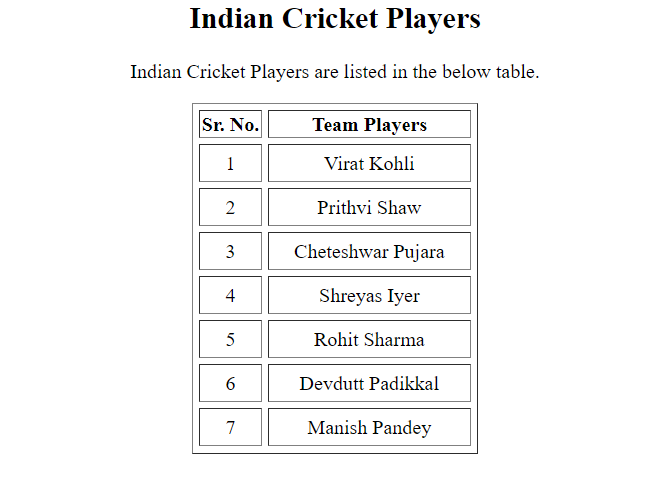 Indian Cricket Players
Indian Cricket Players are listed in the below table.
Sr. No. Team Players
1 Virat Kohli
2 Prithvi Shaw
3 Cheteshwar Pujara
4 Shreyas Iyer
5 Rohit Sharma
6 Devdutt Padikkal
7 Manish Pandey